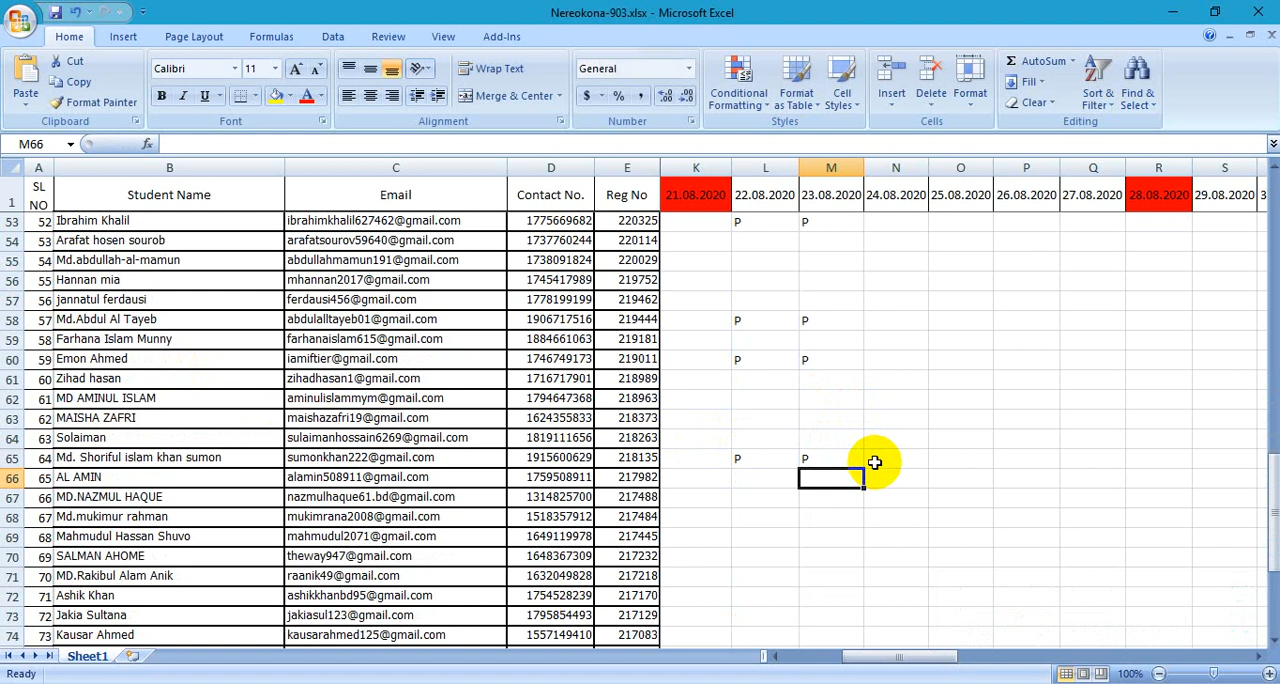 Nereokona-903.xlsx - Microsoft Excel
Home Insert Page Layout Formulas Data Review View Add-Ins
Paste Cut Copy Format Painter Clipboard
Calibri 11 A A B I U A Font
Wrap Text Merge & Center Alignment
General $ % , Number
Conditional Formatting Format as Table Cell Styles Styles
Insert Delete Format Cells
Σ AutoSum Fill Clear Sort & Filter Find & Select Editing
M66 fx
A B C D E K L M N O P Q R S
1 SL NO Student Name Email Contact No. Reg No 21.08.2020 22.08.2020 23.08.2020 24.08.2020 25.08.2020 26.08.2020 27.08.2020 28.08.2020 29.08.2020 3
53 52 Ibrahim Khalil ibrahimkhalil627462@gmail.com 1775669682 220325 P P
54 53 Arafat hosen sourob arafatsourov59640@gmail.com 1737760244 220114
55 54 Md.abdullah-al-mamun abdullahmamun191@gmail.com 1738091824 220029
56 55 Hannan mia mhannan2017@gmail.com 1745417989 219752
57 56 jannatul ferdausi ferdausi456@gmail.com 1778199199 219462
58 57 Md.Abdul Al Tayeb abdulalltayeb01@gmail.com 1906717516 219444 P P
59 58 Farhana Islam Munny farhanaislam615@gmail.com 1884661063 219181
60 59 Emon Ahmed iamiftier@gmail.com 1746749173 219011 P P
61 60 Zihad hasan zihadhasan1@gmail.com 1716717901 218989
62 61 MD AMINUL ISLAM aminulislammym@gmail.com 1794647368 218963
63 62 MAISHA ZAFRI maishazafri19@gmail.com 1624355833 218373
64 63 Solaiman sulaimanhossain6269@gmail.com 1819111656 218263
65 64 Md. Shoriful islam khan sumon sumonkhan222@gmail.com 1915600629 218135 P P
66 65 AL AMIN alamin508911@gmail.com 1759508911 217982
67 66 MD.NAZMUL HAQUE nazmulhaque61.bd@gmail.com 1314825700 217488
68 67 Md.mukimur rahman mukimrana2008@gmail.com 1518357912 217484
69 68 Mahmudul Hassan Shuvo mahmudul2071@gmail.com 1649119978 217445
70 69 SALMAN AHOME theway947@gmail.com 1648367309 217232
71 70 MD.Rakibul Alam Anik raanik49@gmail.com 1632049828 217218
72 71 Ashik Khan ashikkhanbd95@gmail.com 1754528239 217170
73 72 Jakia Sultana jakiasul123@gmail.com 1795854493 217129
74 73 Kausar Ahmed kausarahmed125@gmail.com 1557149410 217083
Sheet1
Ready 100%